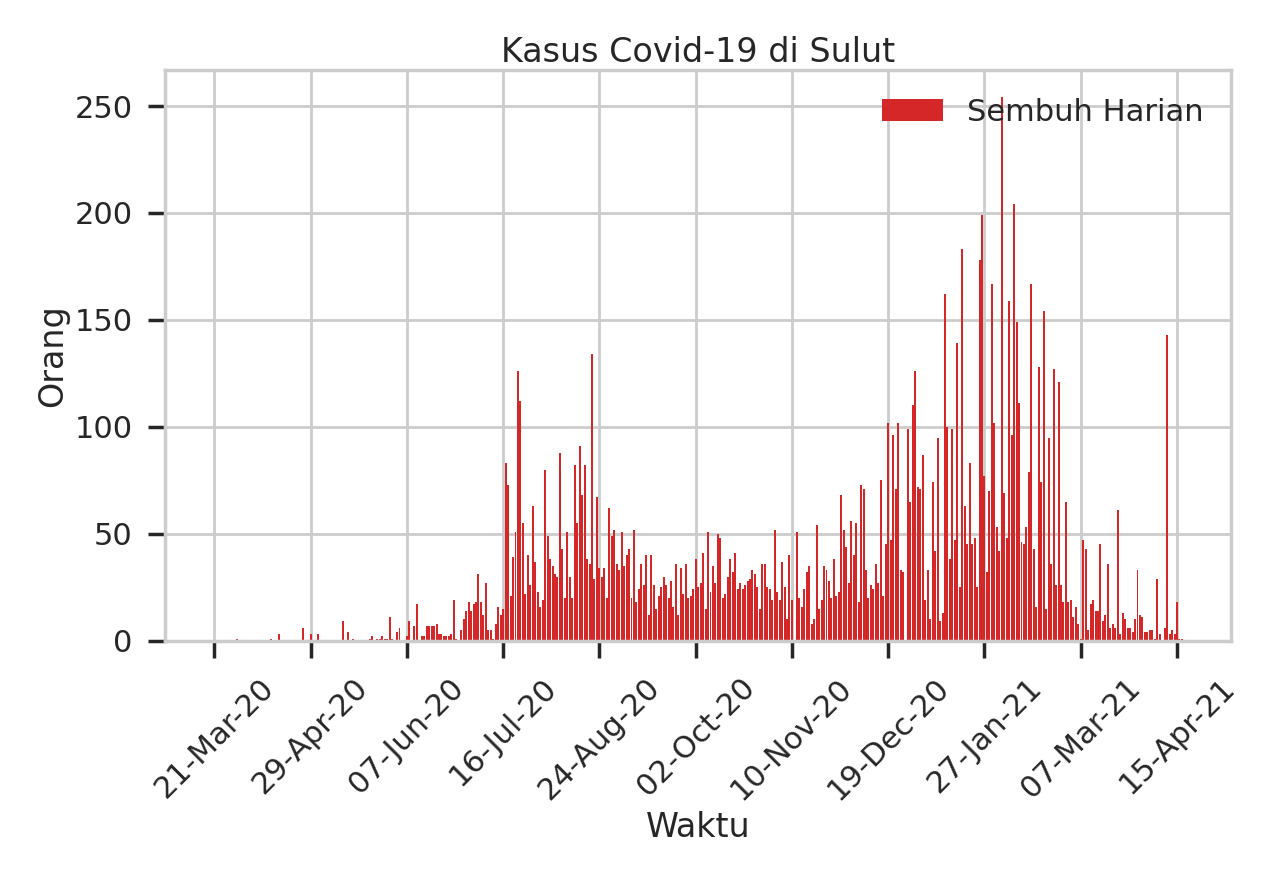 Kasus Covid-19 di Sulut
Sembuh Harian
Orang
250
200
150
100
50
0
21-Mar-20
29-Apr-20
07-Jun-20
16-Jul-20
24-Aug-20
02-Oct-20
10-Nov-20
19-Dec-20
27-Jan-21
07-Mar-21
15-Apr-21
Waktu